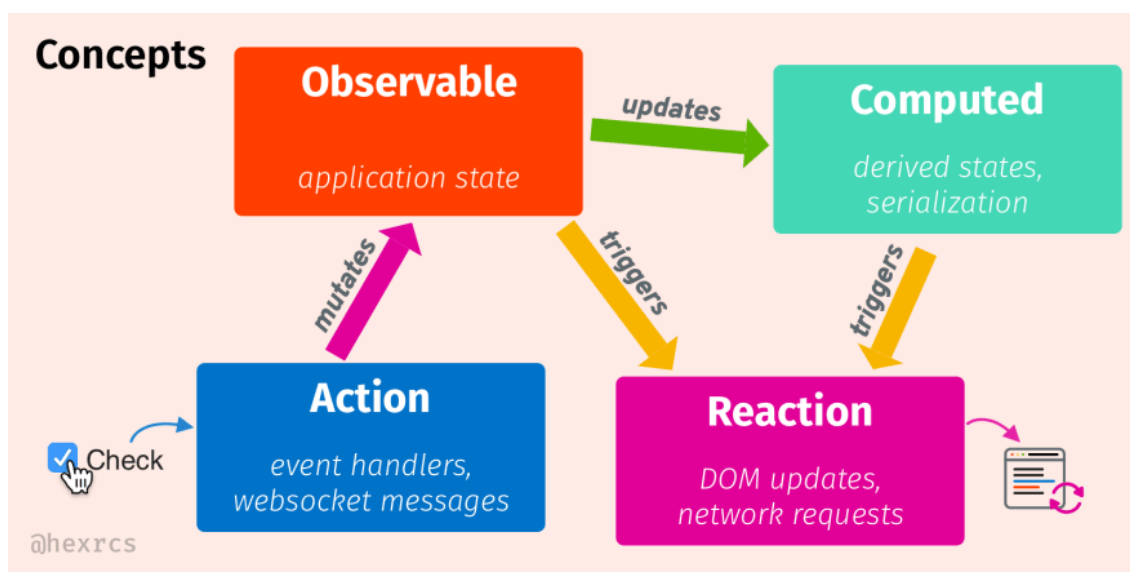 Concepts
Observable
application state
updates
Computed
derived states,
serialization
mutates
triggers
triggers
Action
event handlers,
websocket messages
Check
Reaction
DOM updates,
network requests
@hexrcs